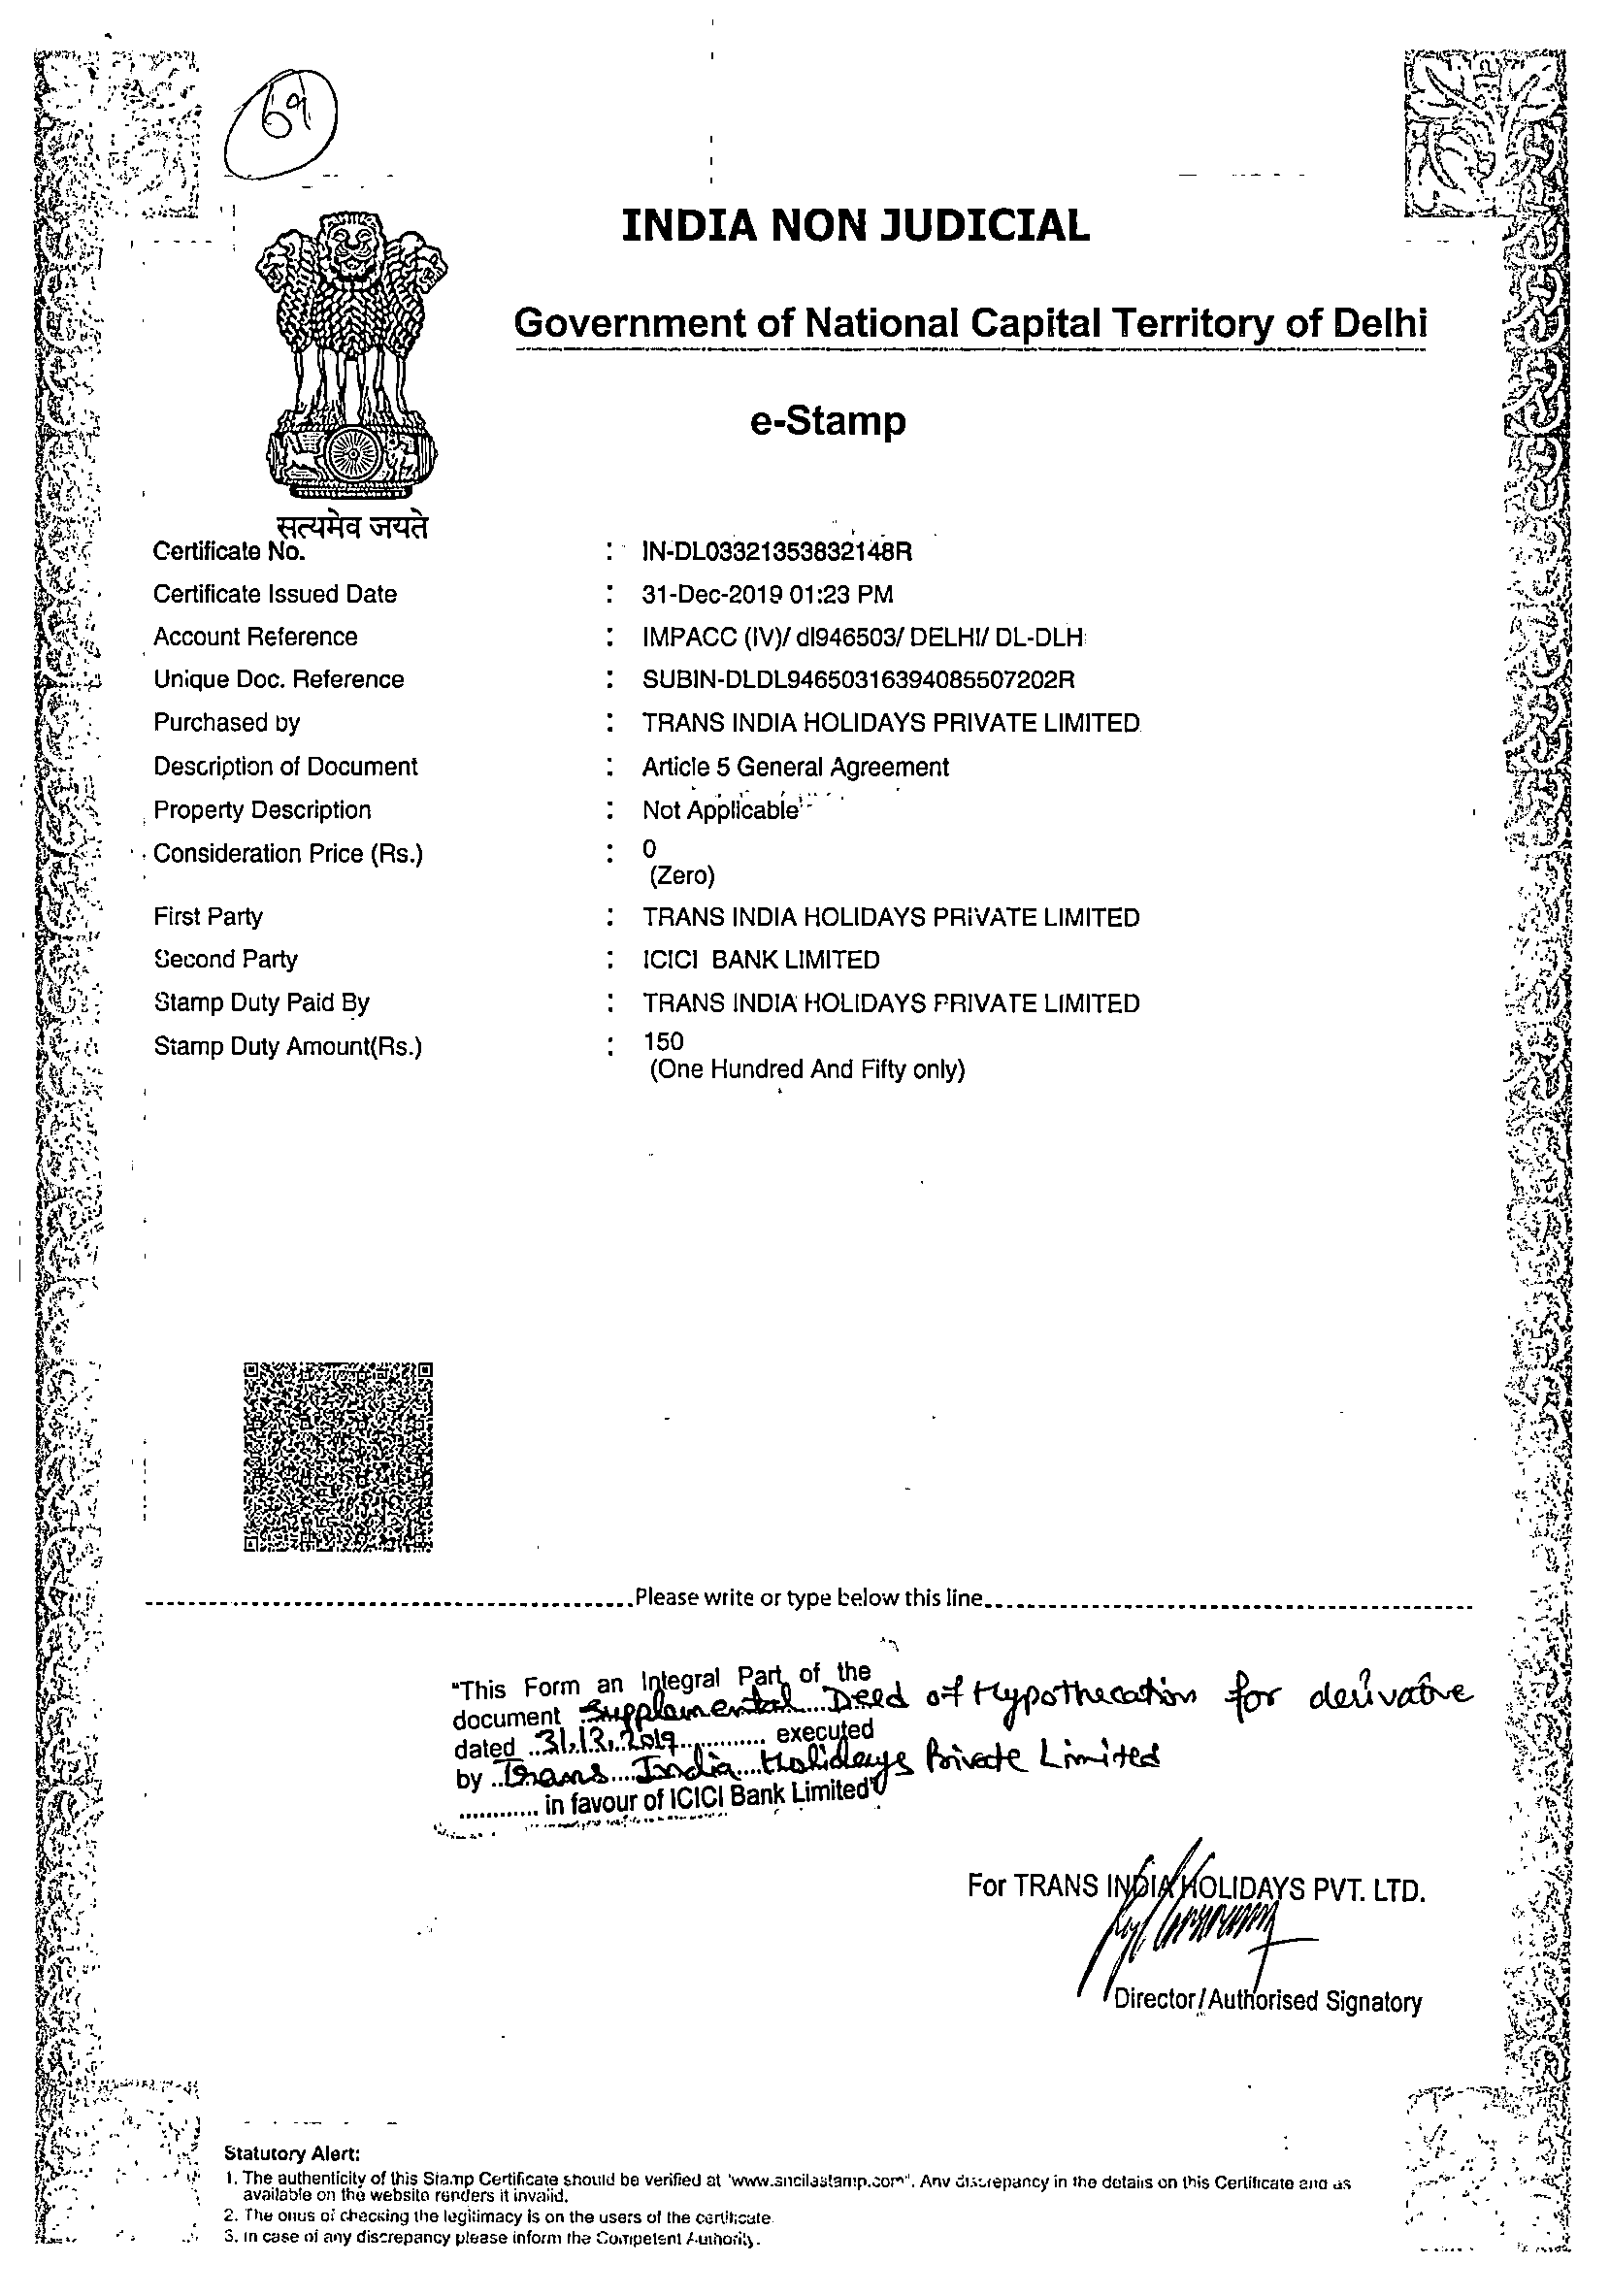 69
INDIA NON JUDICIAL
Government of National Capital Territory of Delhi
e-Stamp
सत्यमेव जयते
Certificate No. : IN-DL03321353832148R
Certificate Issued Date : 31-Dec-2019 01:23 PM
Account Reference : IMPACC (IV)/ dl946503/ DELHI/ DL-DLH
Unique Doc. Reference : SUBIN-DLDL94650316394085507202R
Purchased by : TRANS INDIA HOLIDAYS PRIVATE LIMITED
Description of Document : Article 5 General Agreement
Property Description : Not Applicable
Consideration Price (Rs.) : 0
(Zero)
First Party : TRANS INDIA HOLIDAYS PRIVATE LIMITED
Second Party : ICICI BANK LIMITED
Stamp Duty Paid By : TRANS INDIA HOLIDAYS PRIVATE LIMITED
Stamp Duty Amount(Rs.) : 150
(One Hundred And Fifty only)
Please write or type below this line
"This Form an Integral Part of the
document Supplemental Deed of Hypothecation for derivative
dated 31.12.2019 executed
by Trans India Holidays Private Limited
in favour of ICICI Bank Limited"
For TRANS INDIA HOLIDAYS PVT. LTD.
Director/Authorised Signatory
Statutory Alert:
1. The authenticity of this Stamp Certificate should be verified at "www.shcilestamp.com". Any discrepancy in the details on this Certificate and as
available on the website renders it invalid.
2. The onus of checking the legitimacy is on the users of the certificate.
3. In case of any discrepancy please inform the Competent Authority.